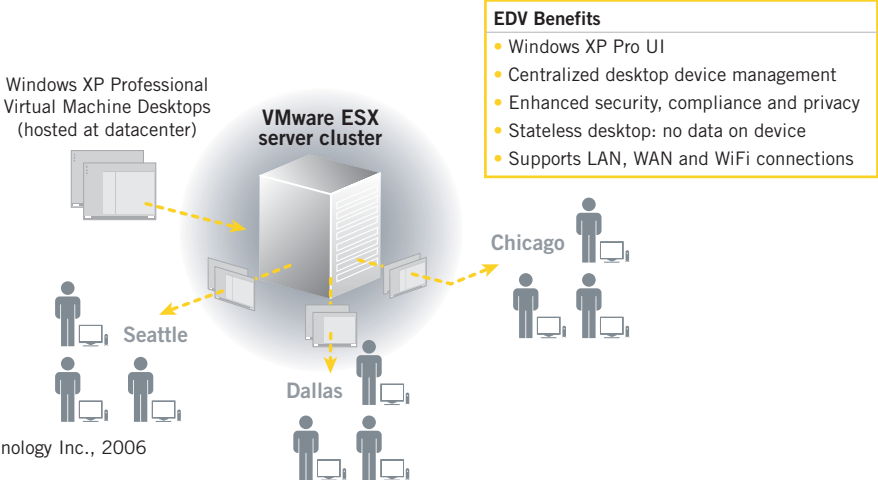 EDV Benefits
• Windows XP Pro UI
• Centralized desktop device management
• Enhanced security, compliance and privacy
• Stateless desktop: no data on device
• Supports LAN, WAN and WiFi connections
Windows XP Professional
Virtual Machine Desktops
(hosted at datacenter)
VMware ESX
server cluster
Chicago
Seattle
Dallas
nology Inc., 2006